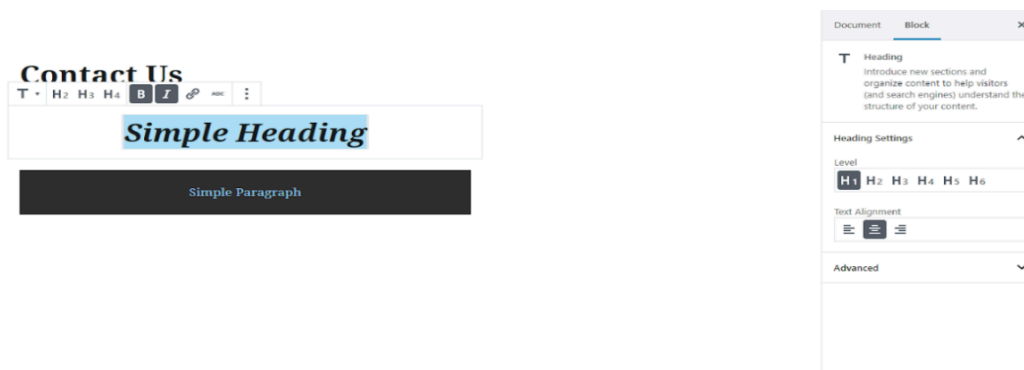 Document Block
Contact Us
T H2 H3 H4 B I ABC
Simple Heading
Simple Paragraph
T Heading
Introduce new sections and
organize content to help visitors
(and search engines) understand the
structure of your content.
Heading Settings
Level
H1 H2 H3 H4 H5 H6
Text Alignment
Advanced